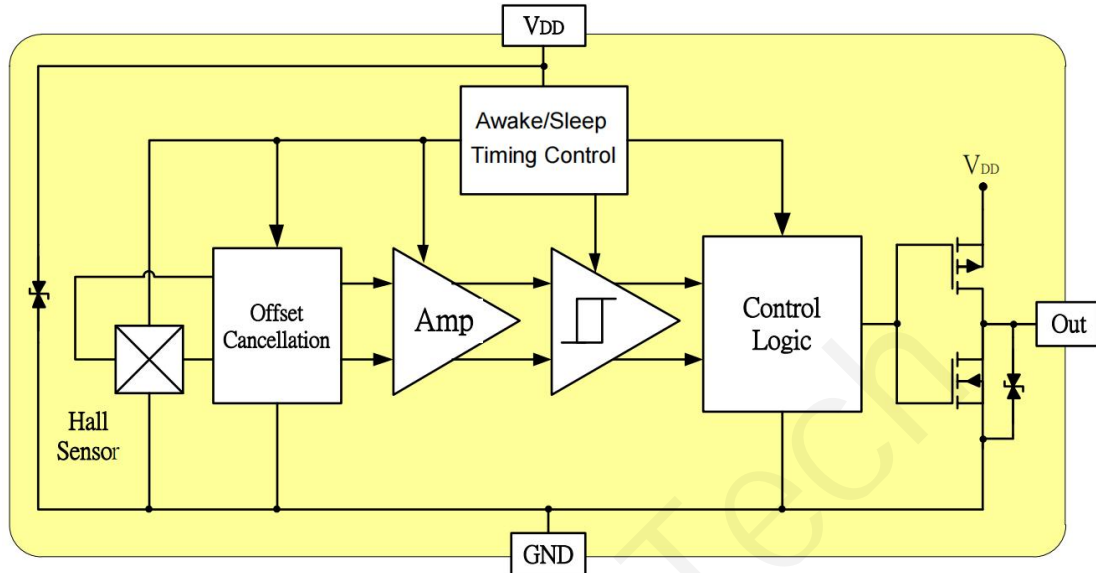 VDD
Awake/Sleep
Timing Control
VDD
Offset
Cancellation
Amp
Control
Logic
Out
Hall
Sensor
GND
Tech